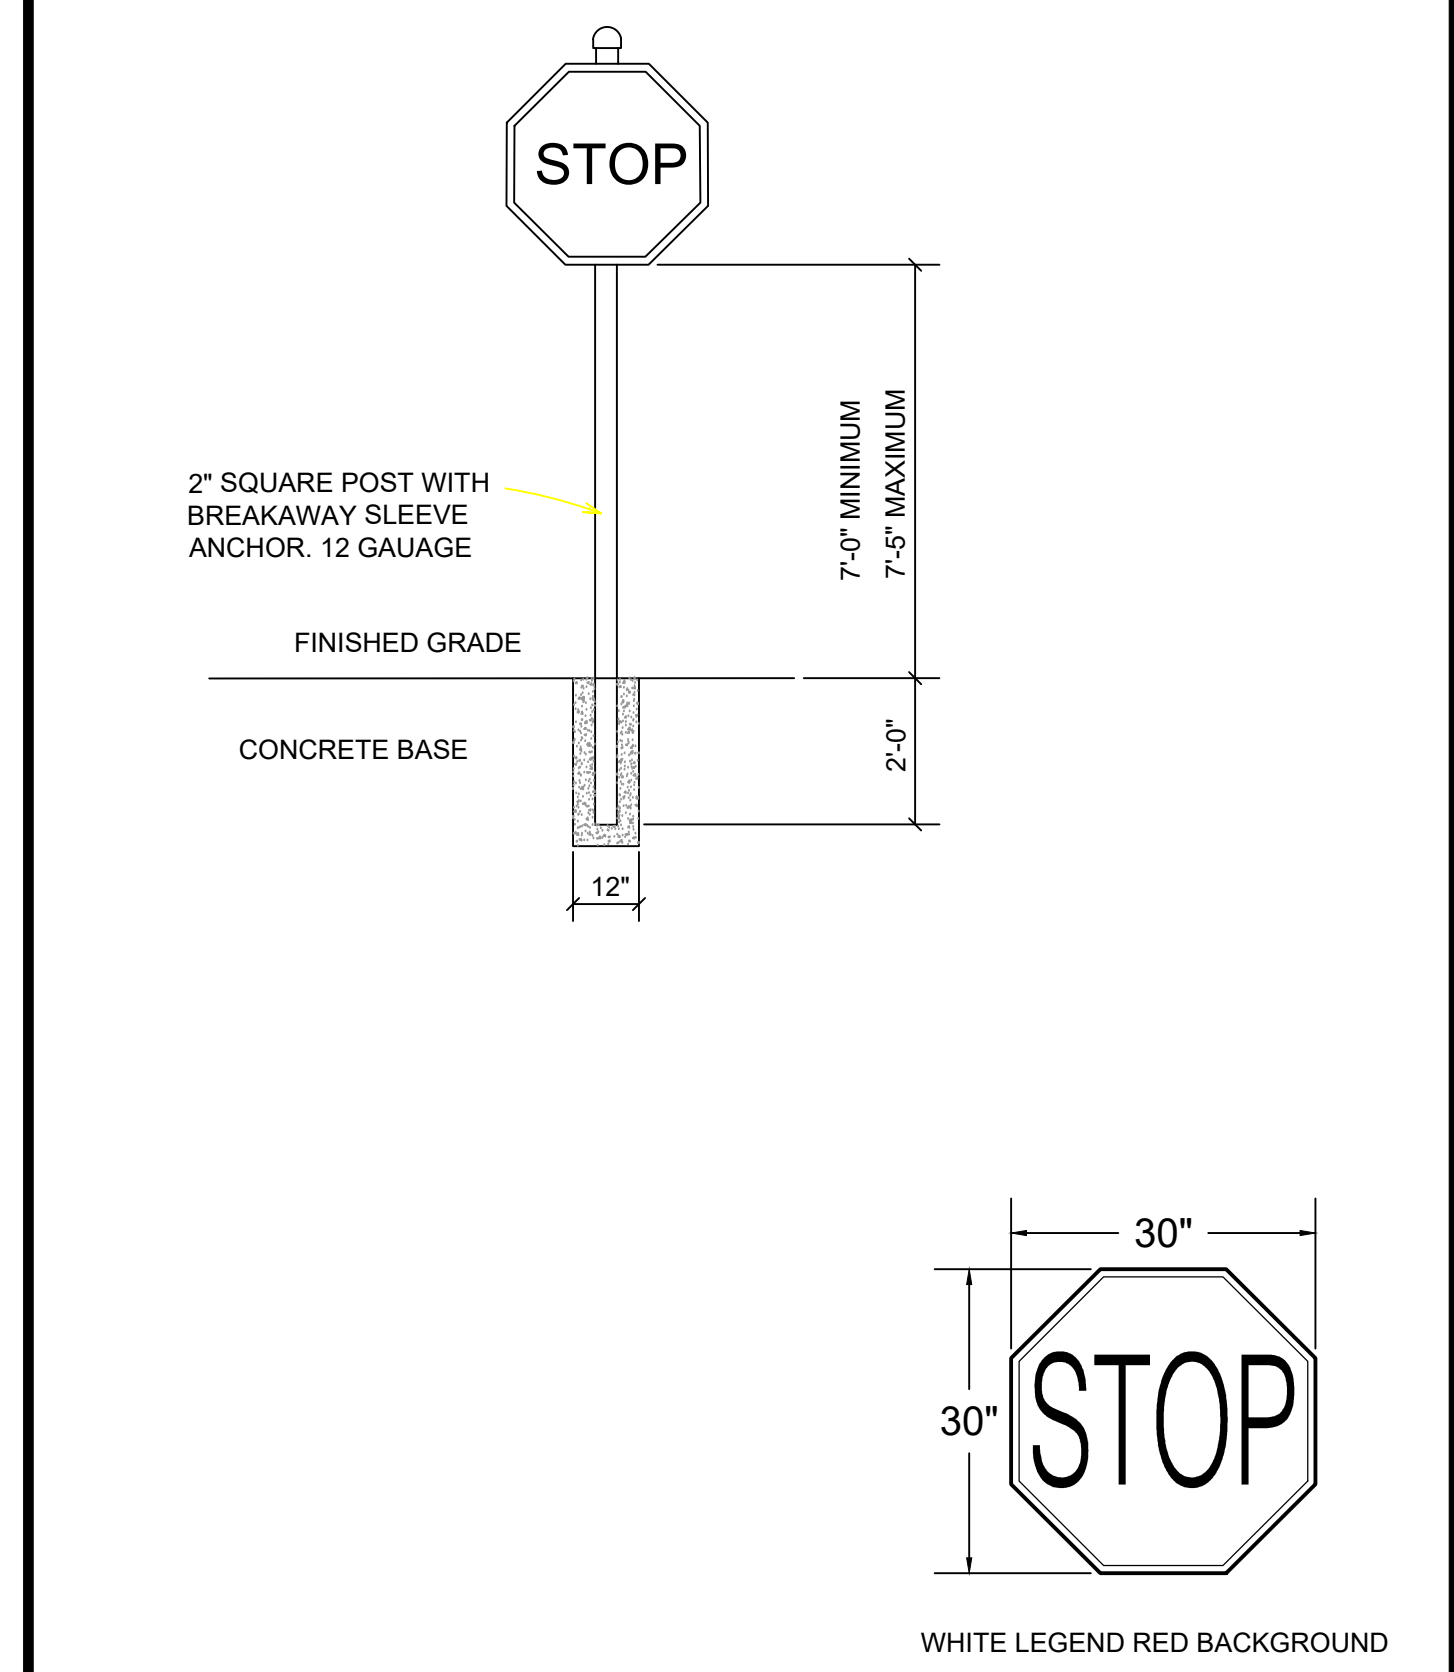 STOP
7'-0" MINIMUM
7'-5" MAXIMUM
2" SQUARE POST WITH
BREAKAWAY SLEEVE
ANCHOR. 12 GAUAGE
FINISHED GRADE
CONCRETE BASE
2'-0"
12"
30"
30"
STOP
WHITE LEGEND RED BACKGROUND